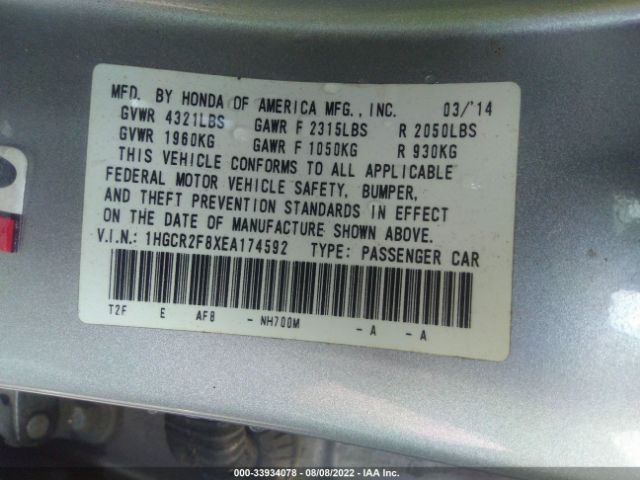 MFD. BY HONDA OF AMERICA MFG., INC. 03/'14
GVWR 4321LBS GAWR F 2315LBS R 2050LBS
GVWR 1960KG GAWR F 1050KG R 930KG
THIS VEHICLE CONFORMS TO ALL APPLICABLE
FEDERAL MOTOR VEHICLE SAFETY, BUMPER,
AND THEFT PREVENTION STANDARDS IN EFFECT
ON THE DATE OF MANUFACTURE SHOWN ABOVE.
V.I.N.: 1HGCR2F8XEA174592 TYPE: PASSENGER CAR
T2F E AF8 - NH700M - A - A
000-33934078 - 08/08/2022 - IAA Inc.